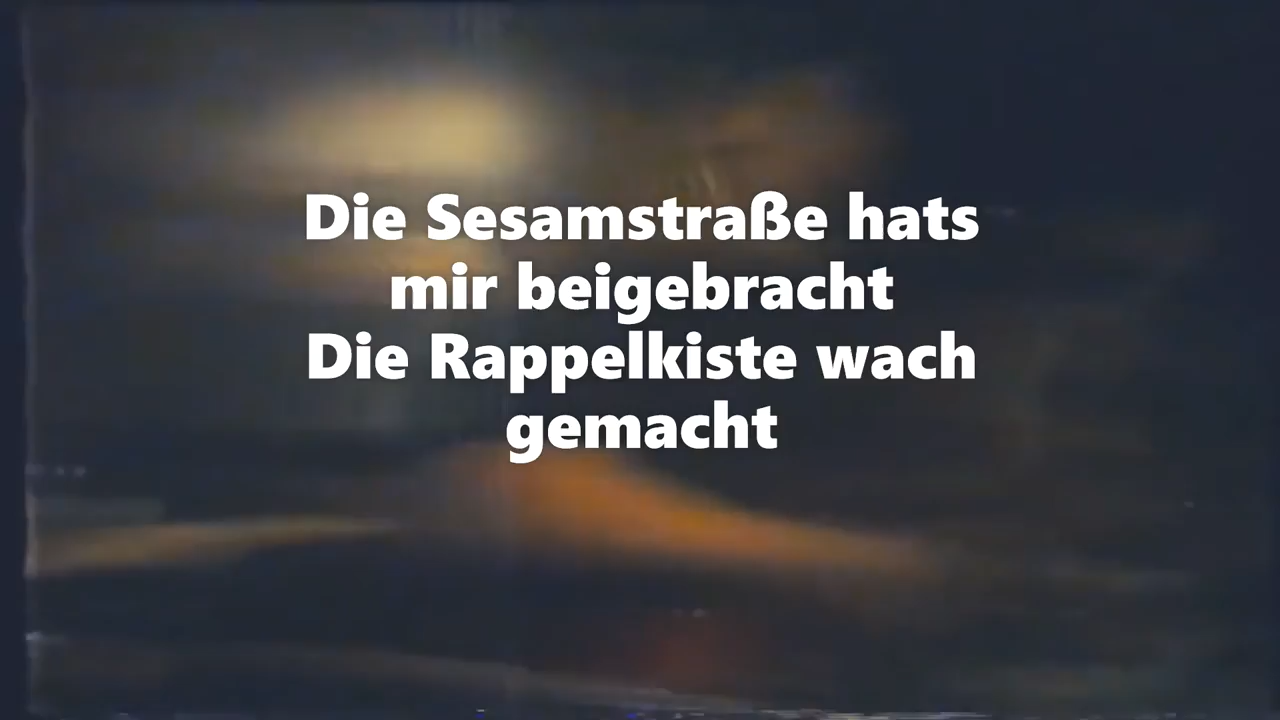 Die Sesamstraße hats
mir beigebracht
Die Rappelkiste wach
gemacht